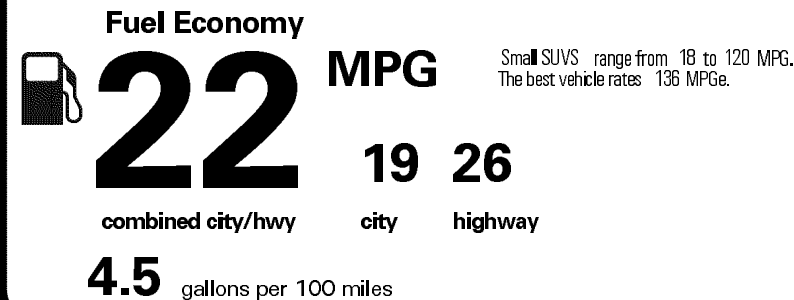 Fuel Economy
22 MPG
Small SUVS range from 18 to 120 MPG.
The best vehicle rates 136 MPGe.
19 26
combined city/hwy city highway
4.5 gallons per 100 miles